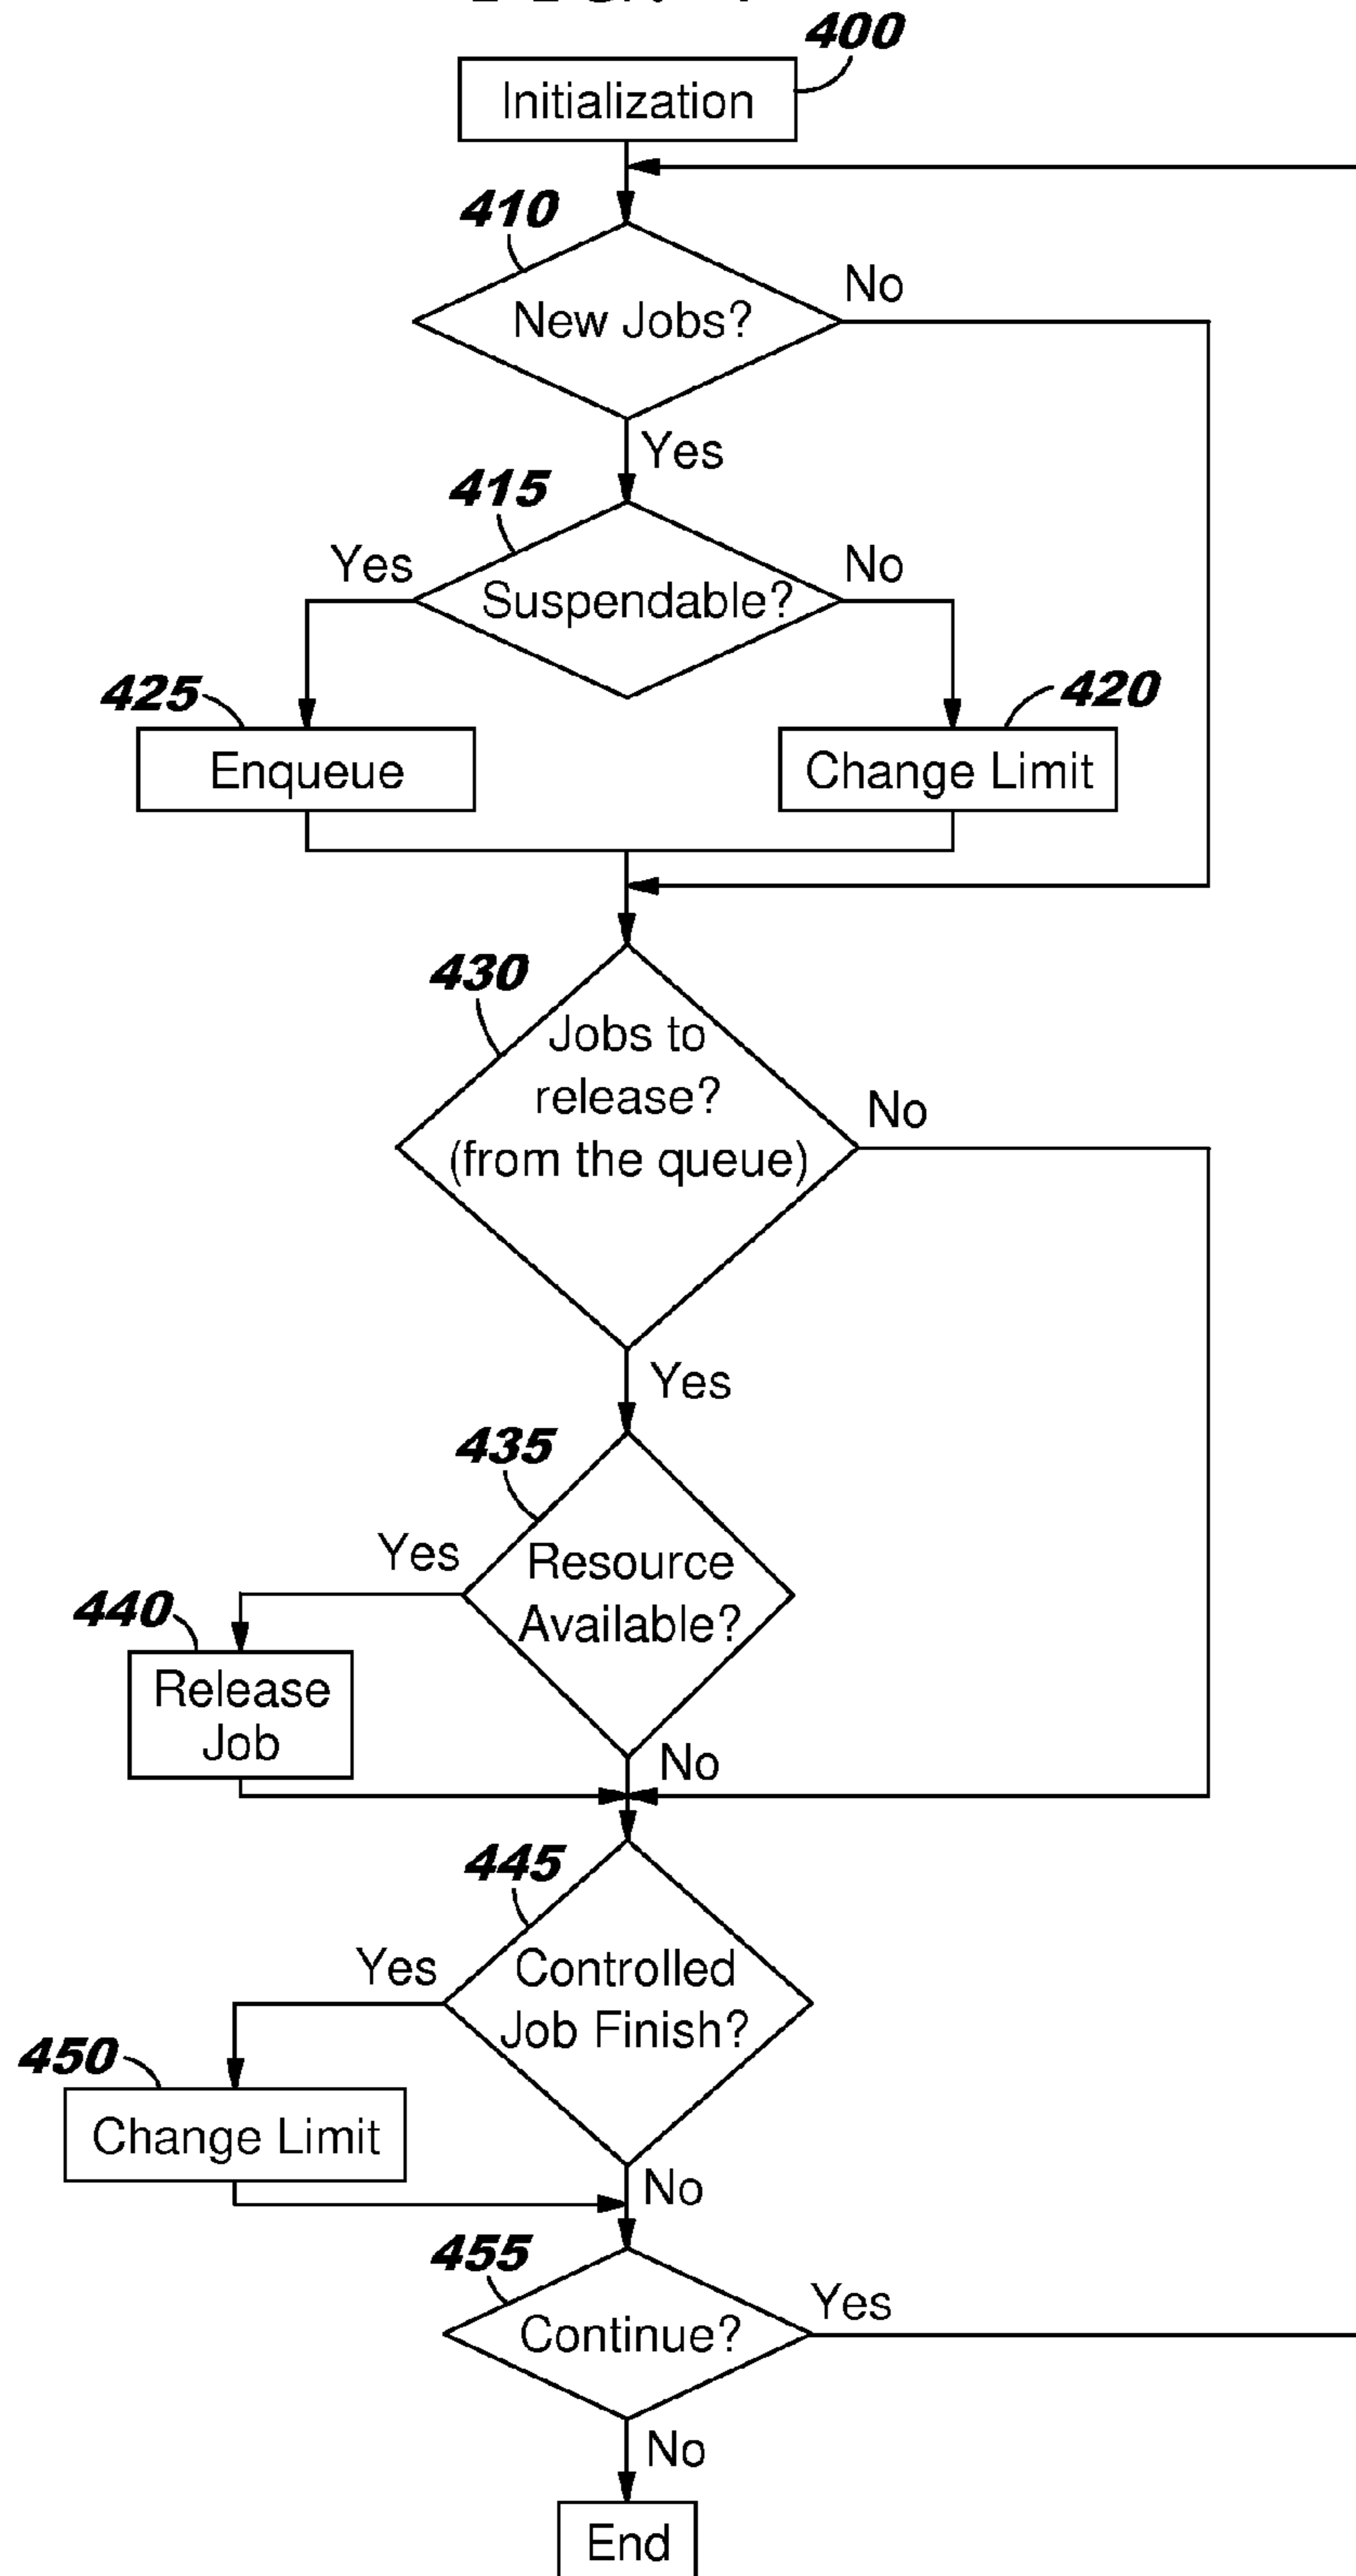 400
Initialization
410
No
New Jobs?
Yes
415
Yes
No
Suspendable?
425
420
Enqueue
Change Limit
430
Jobs to
release?
(from the queue)
No
Yes
435
Yes
Resource
Available?
440
Release
Job
No
445
Yes
Controlled
Job Finish?
450
Change Limit
No
455
Yes
Continue?
No
End